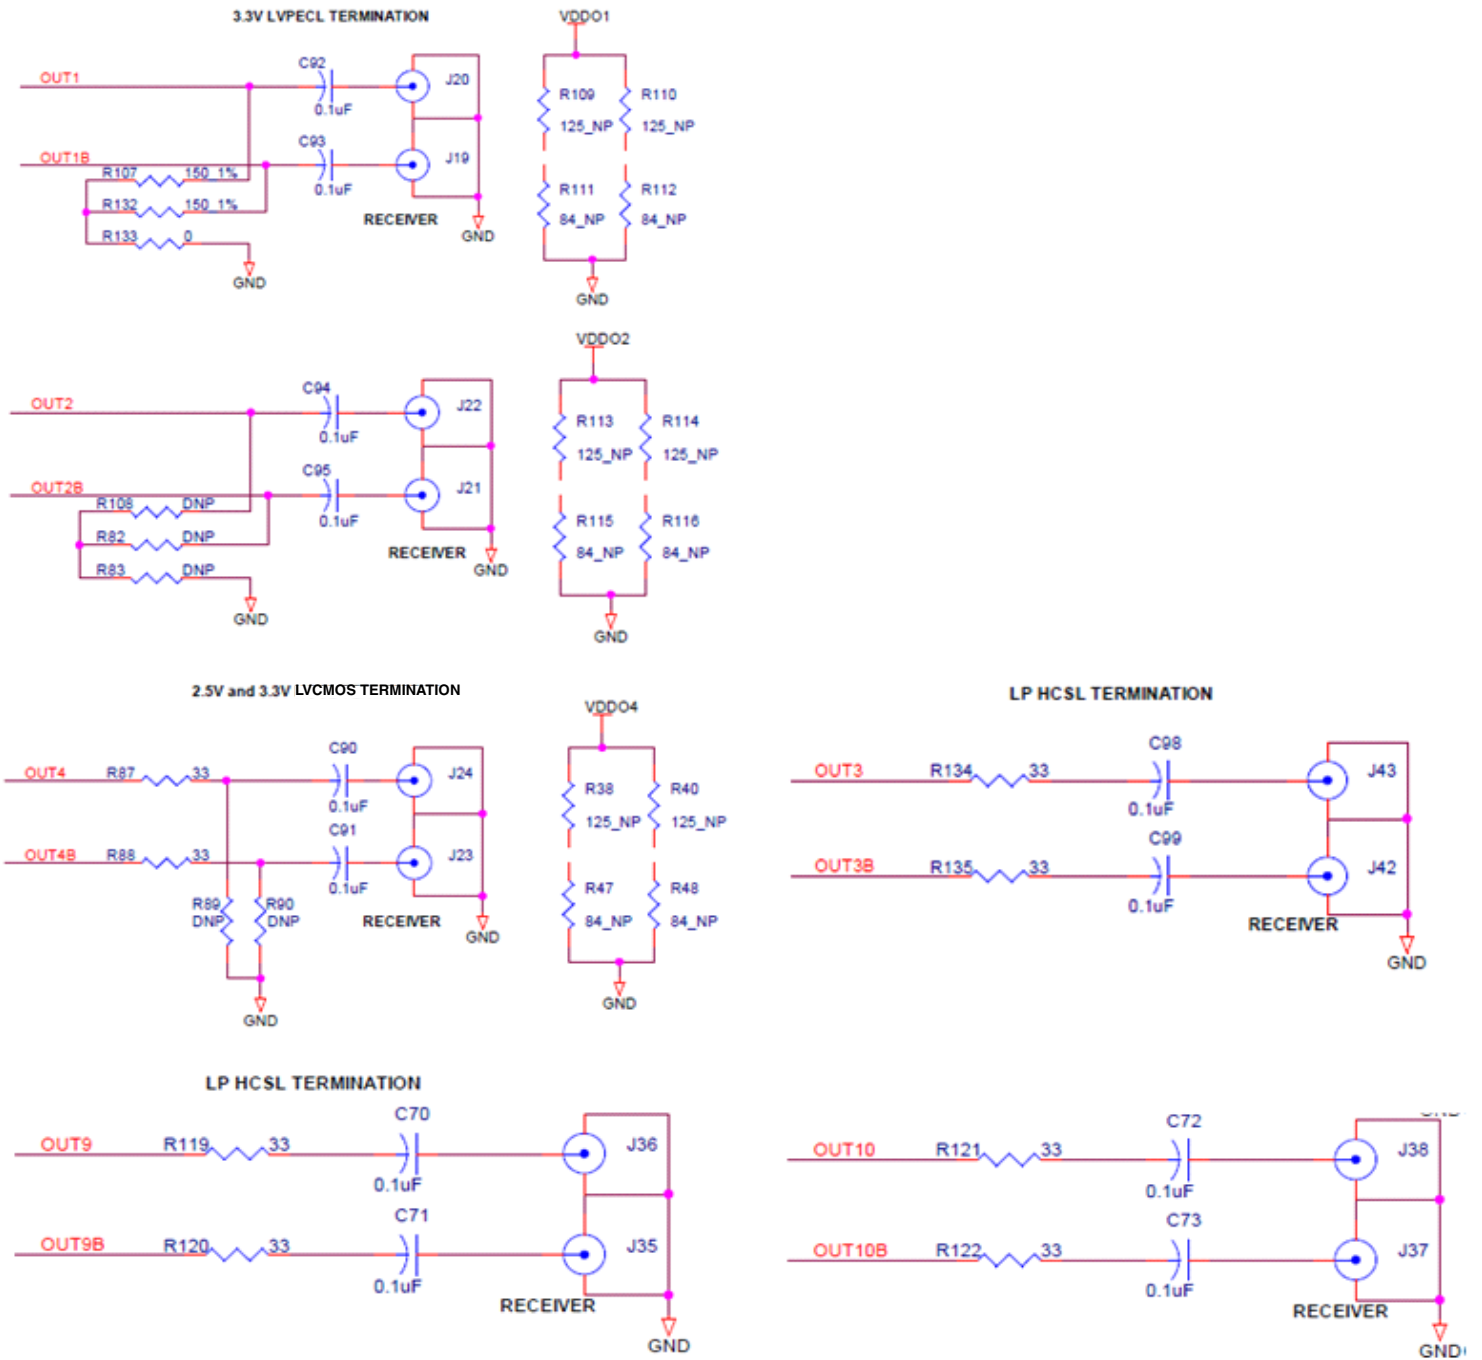 3.3V LVPECL TERMINATION
VDDO1
OUT1
C92
0.1uF
J20
OUT1B
C93
0.1uF
J19
R107 150_1%
R132 150_1%
R133 0
GND
RECEIVER
GND
R109
125_NP
R110
125_NP
R111
84_NP
R112
84_NP
GND
VDDO2
OUT2
C94
0.1uF
J22
OUT2B
C95
0.1uF
J21
R108 DNP
R82 DNP
R83 DNP
GND
RECEIVER
GND
R113
125_NP
R114
125_NP
R115
84_NP
R116
84_NP
GND
2.5V and 3.3V LVCMOS TERMINATION
VDDO4
OUT4 R87 33
C90
0.1uF
J24
OUT4B R88 33
C91
0.1uF
J23
R89
DNP
R90
DNP
GND
RECEIVER
GND
R38
125_NP
R40
125_NP
R47
84_NP
R48
84_NP
GND
LP HCSL TERMINATION
OUT3 R134 33
C98
0.1uF
J43
OUT3B R135 33
C99
0.1uF
J42
RECEIVER
GND
LP HCSL TERMINATION
OUT9 R119 33
C70
0.1uF
J36
OUT9B R120 33
C71
0.1uF
J35
RECEIVER
GND
OUT10 R121 33
C72
0.1uF
J38
OUT10B R122 33
C73
0.1uF
J37
RECEIVER
GND